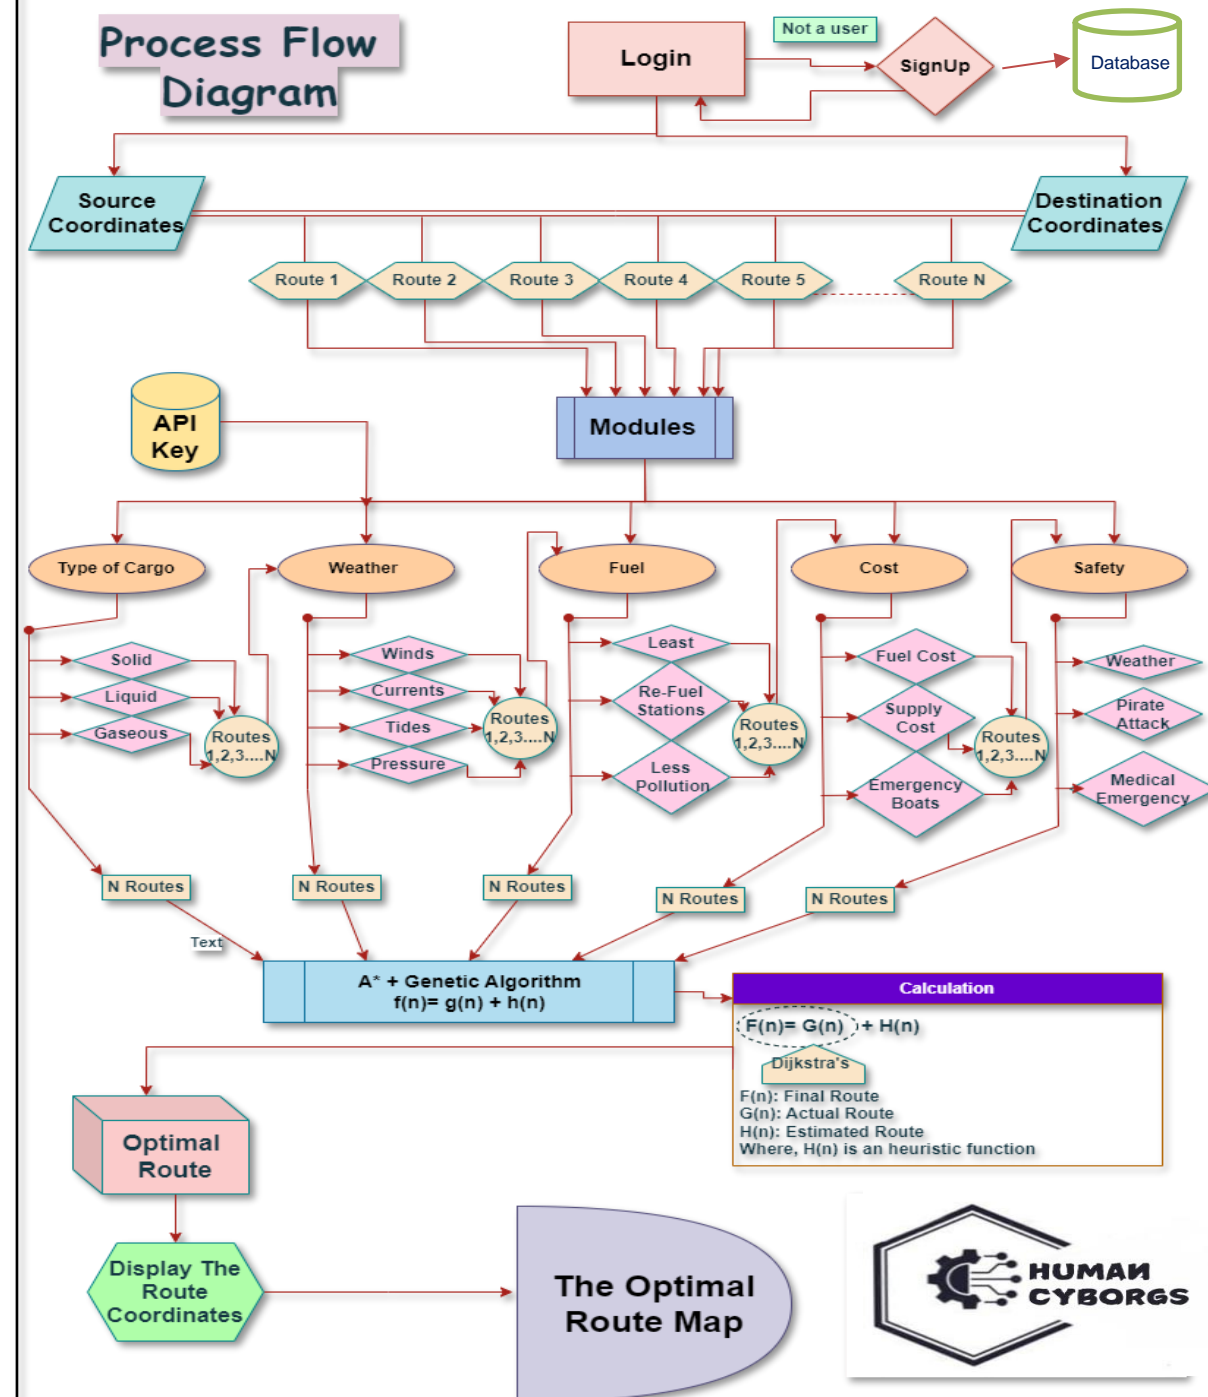 Process Flow
Diagram
Login
Not a user
SignUp
Database
Source
Coordinates
Destination
Coordinates
Route 1
Route 2
Route 3
Route 4
Route 5
Route N
API
Key
Modules
Type of Cargo
Weather
Fuel
Cost
Safety
Solid
Liquid
Gaseous
Routes
1,2,3....N
Winds
Currents
Tides
Pressure
Routes
1,2,3....N
Least
Re-Fuel
Stations
Less
Pollution
Routes
1,2,3....N
Fuel Cost
Supply
Cost
Emergency
Boats
Routes
1,2,3....N
Weather
Pirate
Attack
Medical
Emergency
N Routes
N Routes
N Routes
N Routes
N Routes
Text
A* + Genetic Algorithm
f(n)= g(n) + h(n)
Calculation
F(n)= G(n) + H(n)
Dijkstra's
F(n): Final Route
G(n): Actual Route
H(n): Estimated Route
Where, H(n) is an heuristic function
Optimal
Route
Display The
Route
Coordinates
The Optimal
Route Map
HUMAN
CYBORGS